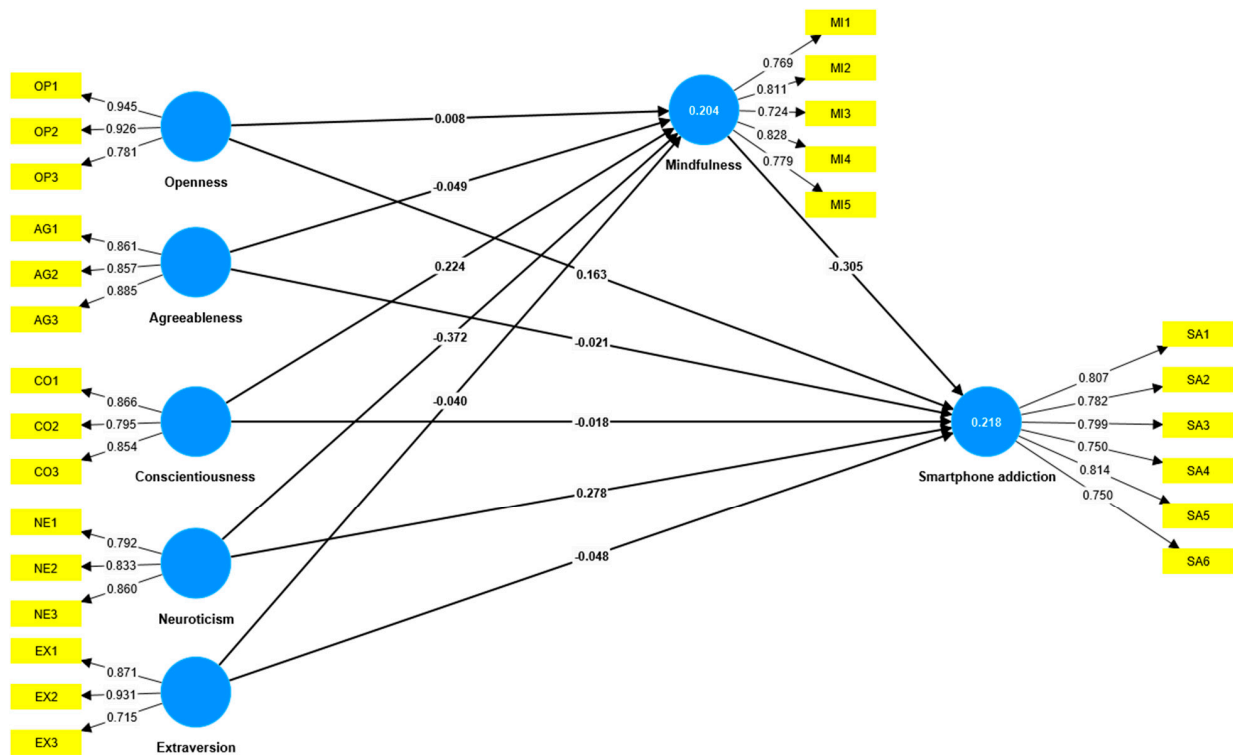 MI1
0.769
MI2
0.811
MI3
0.724
MI4
0.828
MI5
0.779
0.204
Mindfulness
OP1
0.945
OP2
0.926
OP3
0.781
Openness
0.008
0.163
AG1
0.861
AG2
0.857
AG3
0.885
Agreeableness
-0.049
-0.021
CO1
0.866
CO2
0.795
CO3
0.854
Conscientiousness
0.224
-0.018
NE1
0.792
NE2
0.833
NE3
0.860
Neuroticism
-0.372
0.278
EX1
0.871
EX2
0.931
EX3
0.715
Extraversion
-0.040
-0.048
-0.305
0.218
Smartphone addiction
SA1
0.807
SA2
0.782
SA3
0.799
SA4
0.750
SA5
0.814
SA6
0.750